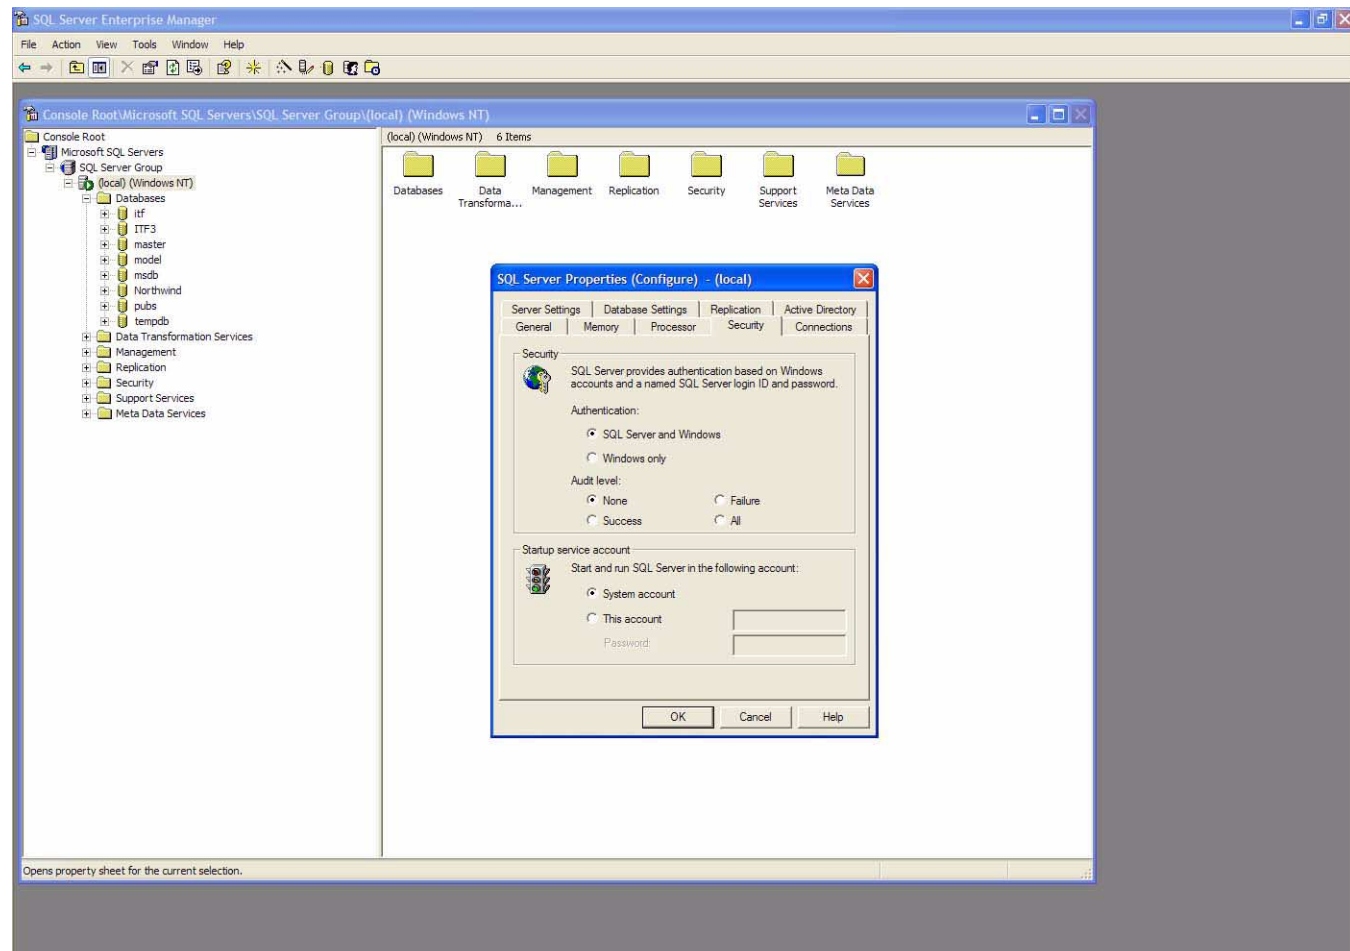 SQL Server Enterprise Manager
File Action View Tools Window Help
Console Root\Microsoft SQL Servers\SQL Server Group\(local) (Windows NT)
Console Root
Microsoft SQL Servers
SQL Server Group
(local) (Windows NT)
Databases
itf
ITF3
master
model
msdb
Northwind
pubs
tempdb
Data Transformation Services
Management
Replication
Security
Support Services
Meta Data Services
(local) (Windows NT) 6 Items
Databases
Data
Transforma...
Management
Replication
Security
Support
Services
Meta Data
Services
SQL Server Properties (Configure) - (local)
Server Settings Database Settings Replication Active Directory
General Memory Processor Security Connections
Security
SQL Server provides authentication based on Windows
accounts and a named SQL Server login ID and password.
Authentication:
SQL Server and Windows
Windows only
Audit level:
None Failure
Success All
Startup service account
Start and run SQL Server in the following account:
System account
This account
Password:
OK Cancel Help
Opens property sheet for the current selection.